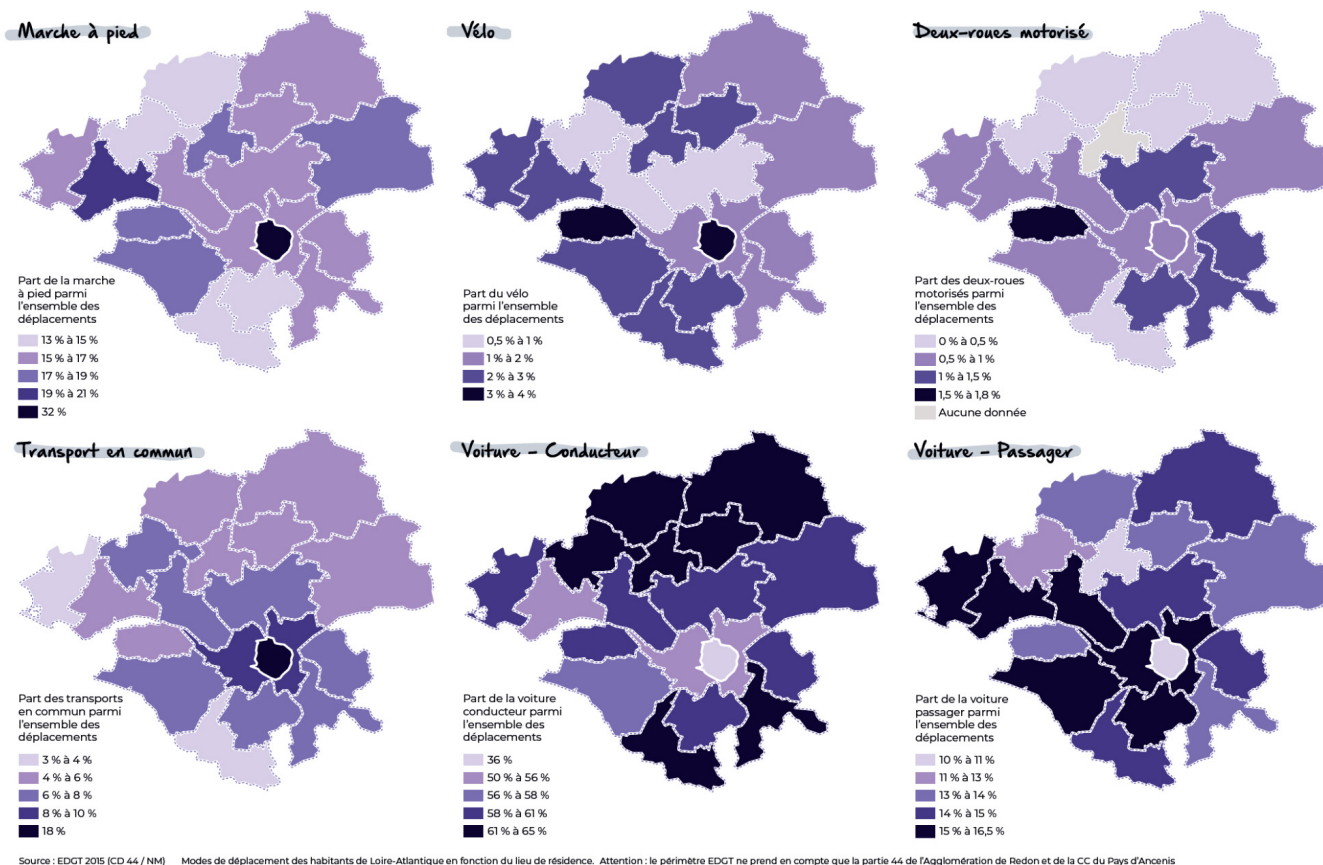 Marche à pied
Part de la marche
à pied parmi
l'ensemble des
déplacements
13 % à 15 %
15 % à 17 %
17 % à 19 %
19 % à 21 %
32 %
Vélo
Part du vélo
parmi l'ensemble
des déplacements
0,5 % à 1 %
1 % à 2 %
2 % à 3 %
3 % à 4 %
Deux-roues motorisé
Part des deux-roues
motorisés parmi
l'ensemble des
déplacements
0 % à 0,5 %
0,5 % à 1 %
1 % à 1,5 %
1,5 % à 1,8 %
Aucune donnée
Transport en commun
Part des transports
en commun parmi
l'ensemble des
déplacements
3 % à 4 %
4 % à 6 %
6 % à 8 %
8 % à 10 %
18 %
Voiture - Conducteur
Part de la voiture
conducteur parmi
l'ensemble des
déplacements
36 %
50 % à 56 %
56 % à 58 %
58 % à 61 %
61 % à 65 %
Voiture - Passager
Part de la voiture
passager parmi
l'ensemble des
déplacements
10 % à 11 %
11 % à 13 %
13 % à 14 %
14 % à 15 %
15 % à 16,5 %
Source : EDGT 2015 (CD 44 / NM) Modes de déplacement des habitants de Loire-Atlantique en fonction du lieu de résidence. Attention : le périmètre EDGT ne prend en compte que la partie 44 de l'Agglomération de Redon et de la CC du Pays d'Ancenis